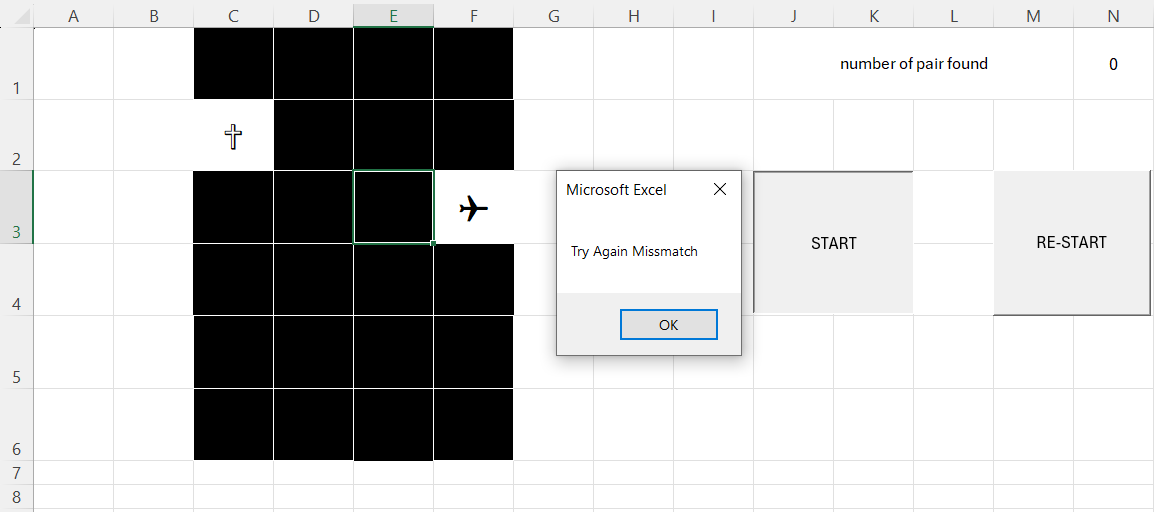 A B C D E F G H I J K L M N
1 number of pair found 0
2
3
Microsoft Excel
Try Again Missmatch
OK
START
RE-START
4
5
6
7
8